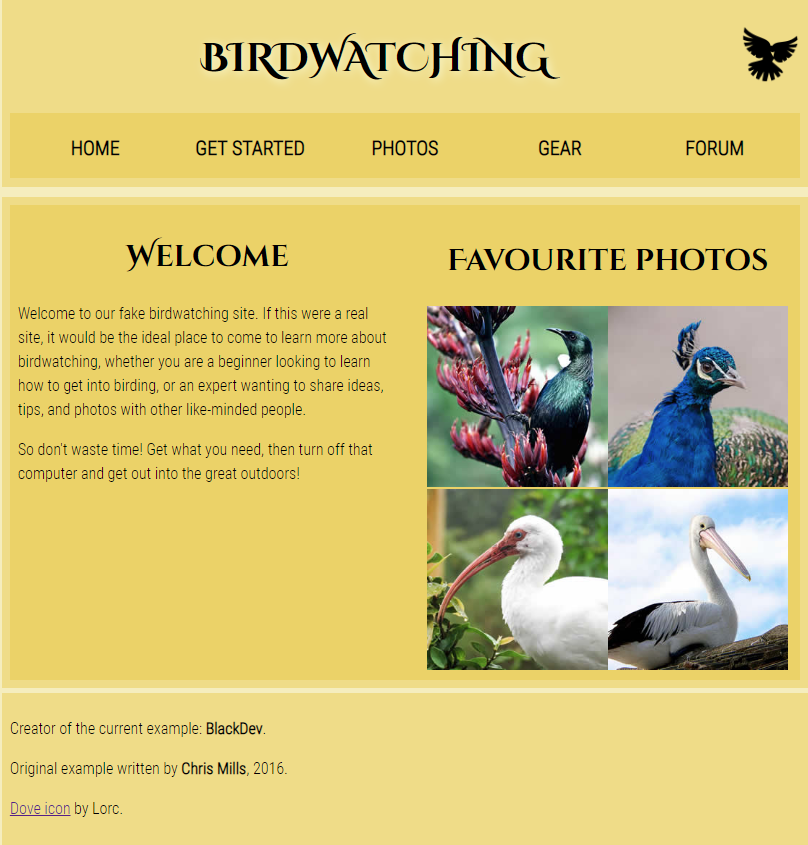 BIRDWATCHING
HOME GET STARTED PHOTOS GEAR FORUM
WELCOME
Welcome to our fake birdwatching site. If this were a real
site, it would be the ideal place to come to learn more about
birdwatching, whether you are a beginner looking to learn
how to get into birding, or an expert wanting to share ideas,
tips, and photos with other like-minded people.
So don't waste time! Get what you need, then turn off that
computer and get out into the great outdoors!
FAVOURITE PHOTOS
Creator of the current example: BlackDev.
Original example written by Chris Mills, 2016.
Dove icon by Lorc.